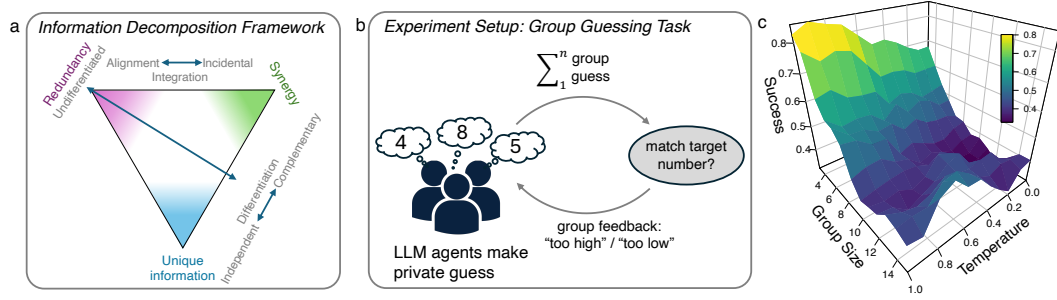 a
Information Decomposition Framework
Redundancy
Undifferentiated
Alignment
Incidental
Integration
Synergy
Differentiation
Complementary
Independent
Unique
information
b
Experiment Setup: Group Guessing Task
∑ⁿ₁ group
guess
4
8
5
match target
number?
group feedback:
“too high” / “too low”
LLM agents make
private guess
c
0.8
0.7
0.6
0.5
0.4
Success
0.8
0.7
0.6
0.5
0.4
4
6
8
10
12
14
Group Size
0.0
0.2
0.4
0.6
0.8
1.0
Temperature